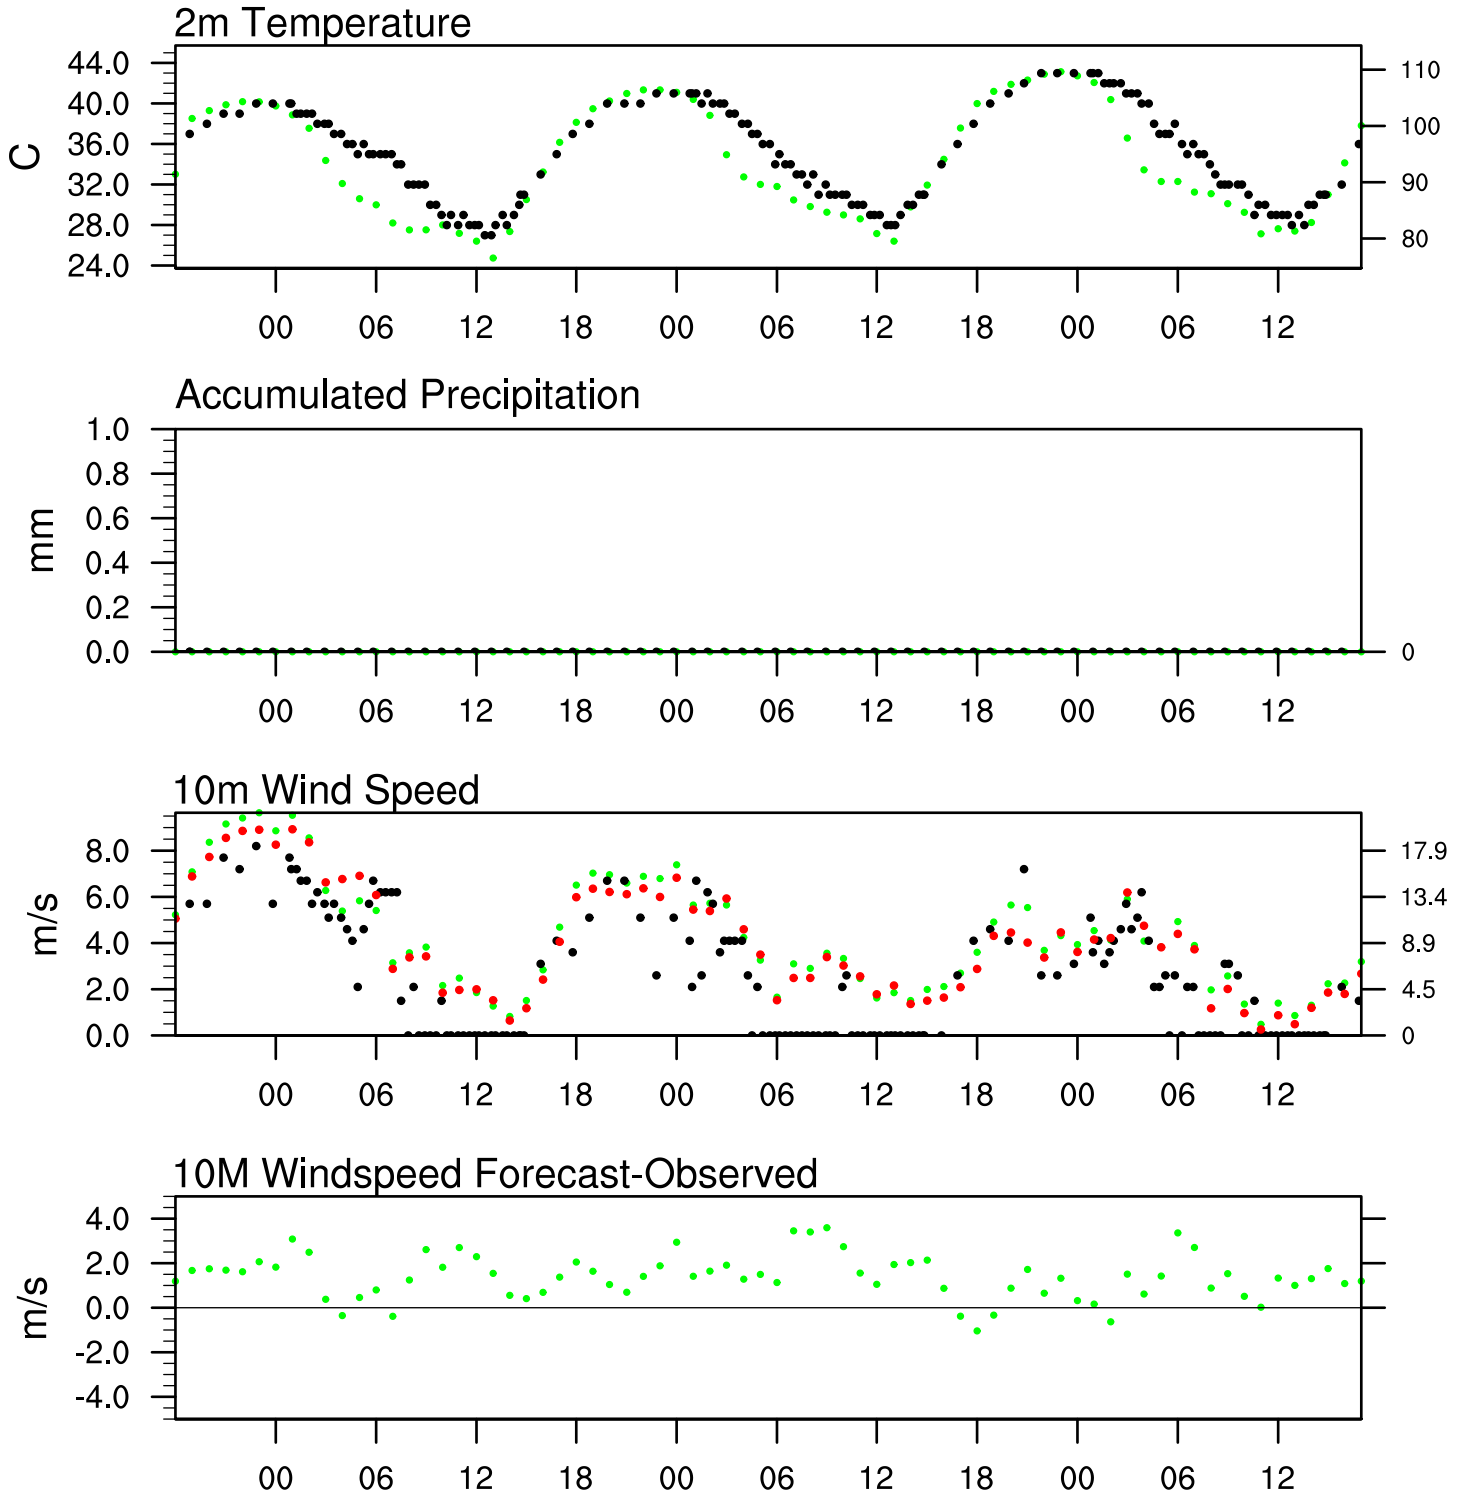 2m Temperature
44.0
40.0
36.0
32.0
28.0
24.0
C
110
100
90
80
00 06 12 18 00 06 12 18 00 06 12
Accumulated Precipitation
1.0
0.8
0.6
0.4
0.2
0.0
mm
0
00 06 12 18 00 06 12 18 00 06 12
10m Wind Speed
8.0
6.0
4.0
2.0
0.0
m/s
17.9
13.4
8.9
4.5
0
00 06 12 18 00 06 12 18 00 06 12
10M Windspeed Forecast-Observed
4.0
2.0
0.0
-2.0
-4.0
m/s
00 06 12 18 00 06 12 18 00 06 12